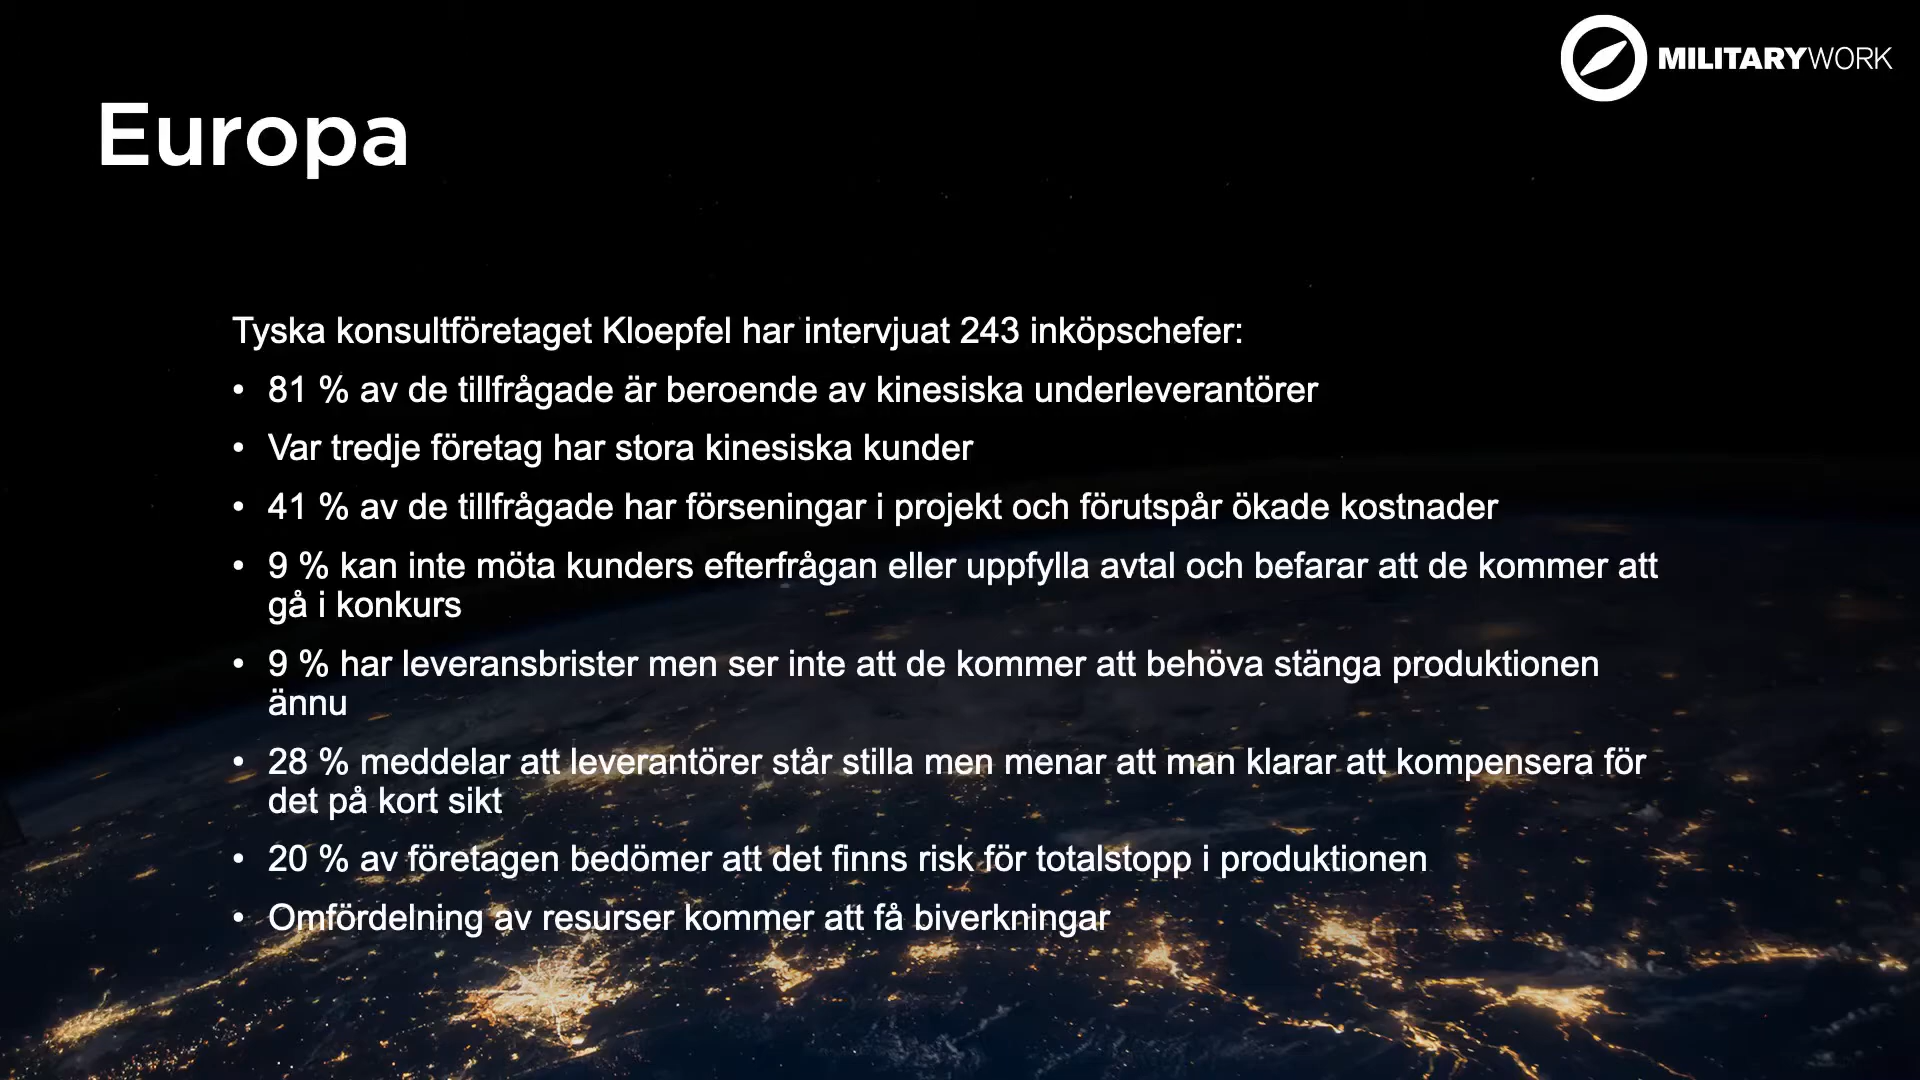 MILITARYWORK
Europa
Tyska konsultföretaget Kloepfel har intervjuat 243 inköpschefer:
• 81 % av de tillfrågade är beroende av kinesiska underleverantörer
• Var tredje företag har stora kinesiska kunder
• 41 % av de tillfrågade har förseningar i projekt och förutspår ökade kostnader
• 9 % kan inte möta kunders efterfrågan eller uppfylla avtal och befarar att de kommer att
gå i konkurs
• 9 % har leveransbrister men ser inte att de kommer att behöva stänga produktionen
ännu
• 28 % meddelar att leverantörer står stilla men menar att man klarar att kompensera för
det på kort sikt
• 20 % av företagen bedömer att det finns risk för totalstopp i produktionen
• Omfördelning av resurser kommer att få biverkningar